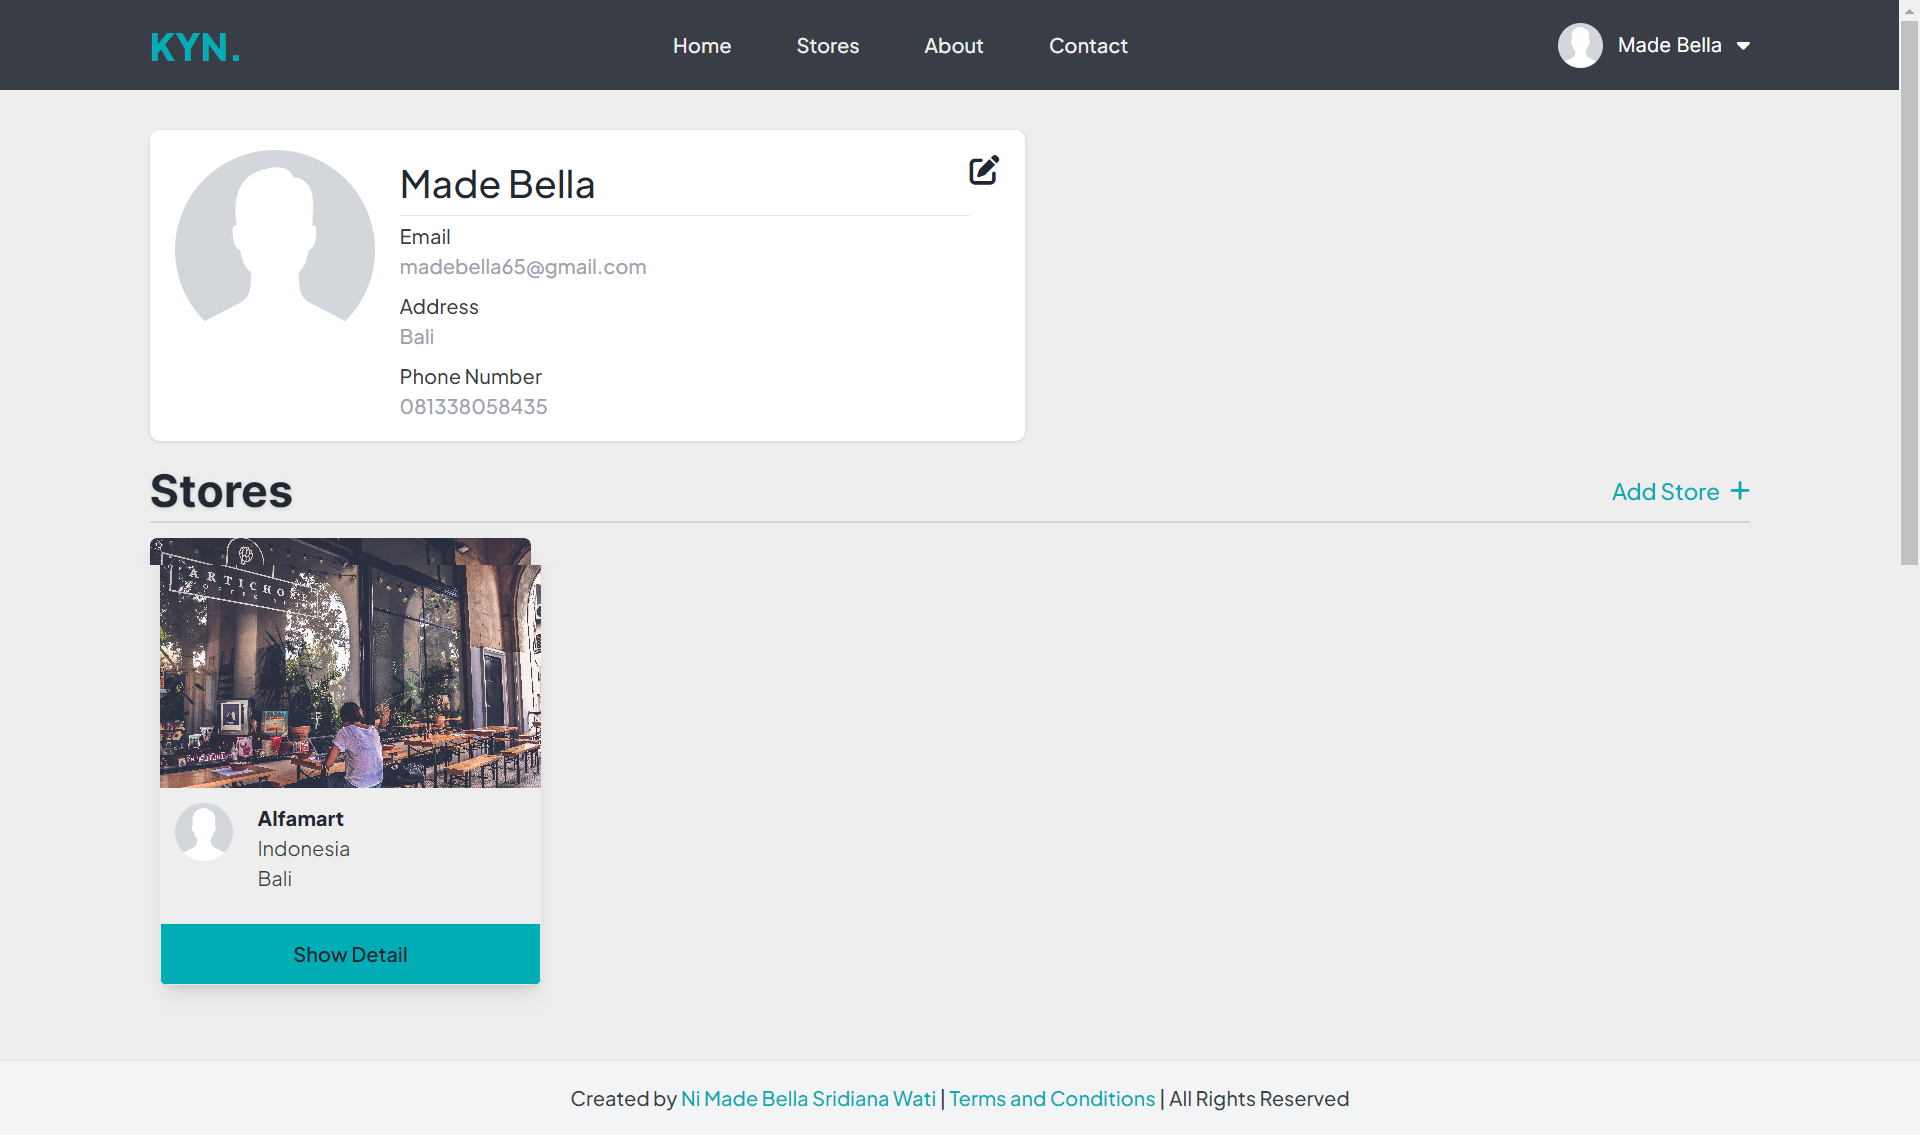 KYN.
Home Stores About Contact
Made Bella
Made Bella
Email
madebella65@gmail.com
Address
Bali
Phone Number
081338058435
Stores
Add Store +
ARTICHOKE
Alfamart
Indonesia
Bali
Show Detail
Created by Ni Made Bella Sridiana Wati | Terms and Conditions | All Rights Reserved